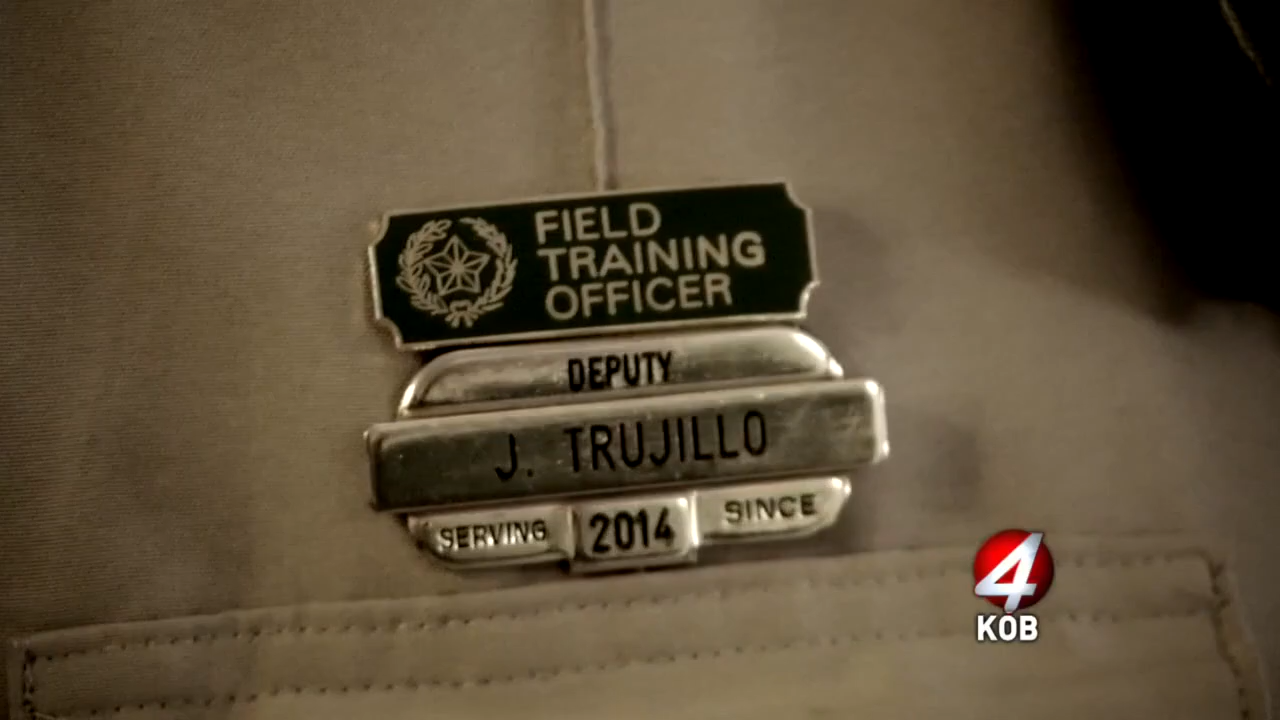 FIELD
TRAINING
OFFICER
DEPUTY
J. TRUJILLO
SERVING 2014 SINCE
4
KOB